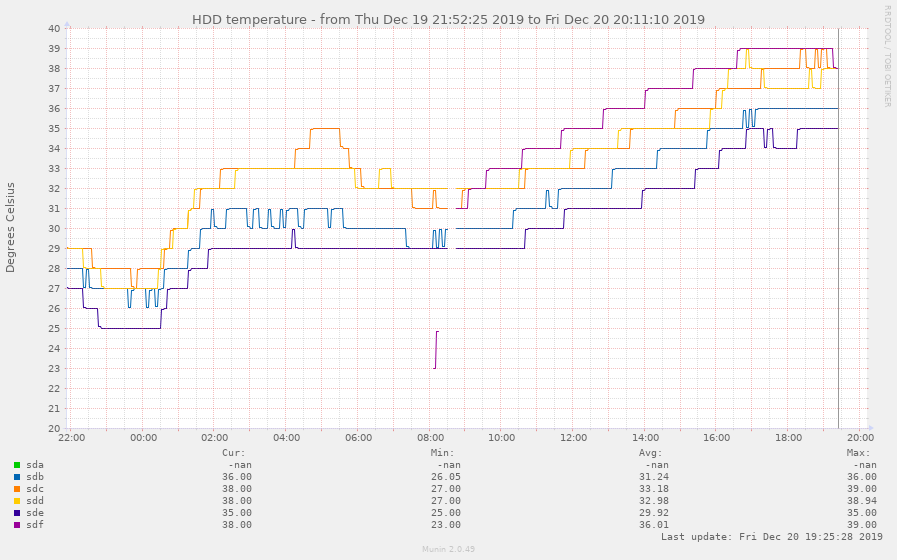 HDD temperature - from Thu Dec 19 21:52:25 2019 to Fri Dec 20 20:11:10 2019
RRDTOOL / TOBI OETIKER
Degrees Celsius
40
39
38
37
36
35
34
33
32
31
30
29
28
27
26
25
24
23
22
21
20
22:00 00:00 02:00 04:00 06:00 08:00 10:00 12:00 14:00 16:00 18:00 20:00
Cur: Min: Avg: Max:
sda -nan -nan -nan -nan
sdb 36.00 26.05 31.24 36.00
sdc 38.00 27.00 33.18 39.00
sdd 38.00 27.00 32.98 38.94
sde 35.00 25.00 29.92 35.00
sdf 38.00 23.00 36.01 39.00
Last update: Fri Dec 20 19:25:28 2019
Munin 2.0.49